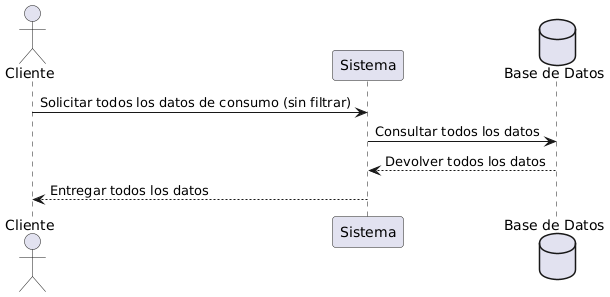 Cliente
Sistema
Base de Datos
Solicitar todos los datos de consumo (sin filtrar)
Consultar todos los datos
Devolver todos los datos
Entregar todos los datos
Cliente
Sistema
Base de Datos